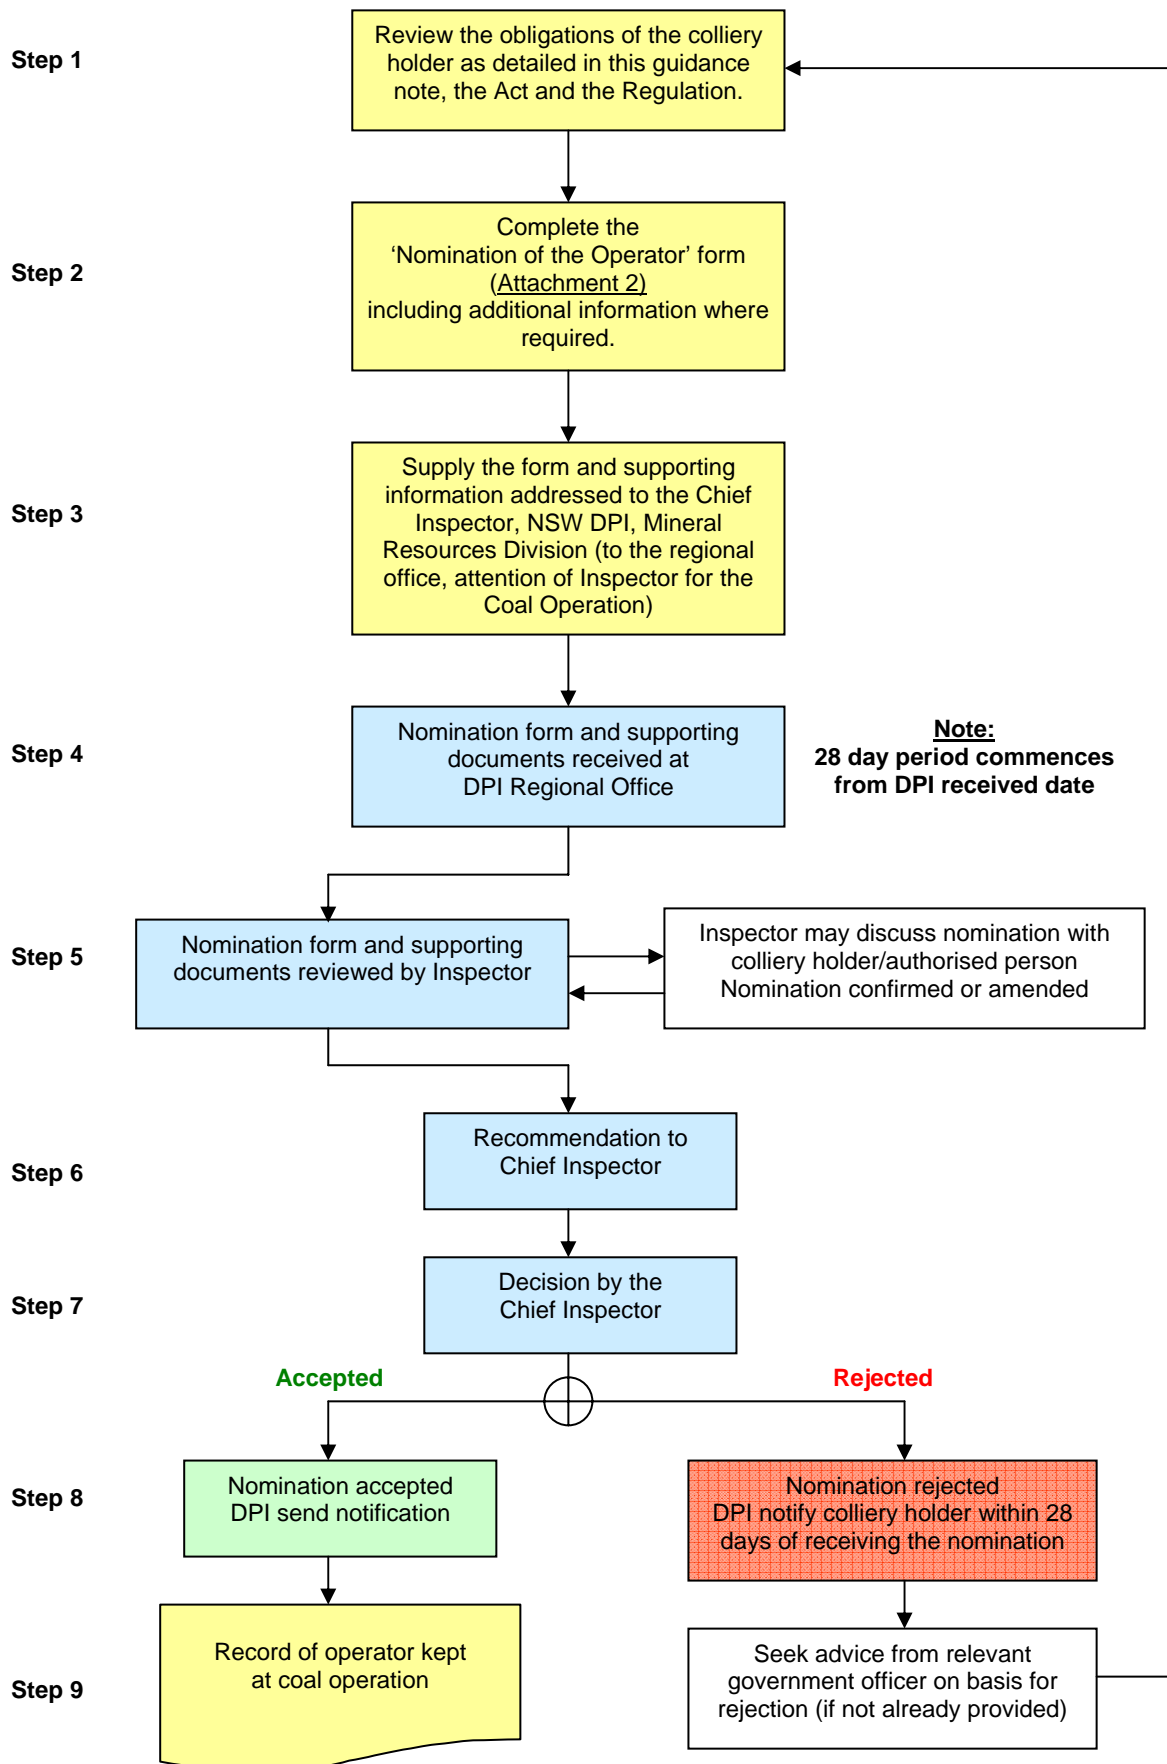 Step 1
Review the obligations of the colliery
holder as detailed in this guidance
note, the Act and the Regulation.
Step 2
Complete the
‘Nomination of the Operator’ form
(Attachment 2)
including additional information where
required.
Step 3
Supply the form and supporting
information addressed to the Chief
Inspector, NSW DPI, Mineral
Resources Division (to the regional
office, attention of Inspector for the
Coal Operation)
Step 4
Nomination form and supporting
documents received at
DPI Regional Office
Note:
28 day period commences
from DPI received date
Step 5
Nomination form and supporting
documents reviewed by Inspector
Inspector may discuss nomination with
colliery holder/authorised person
Nomination confirmed or amended
Step 6
Recommendation to
Chief Inspector
Step 7
Decision by the
Chief Inspector
Accepted
Rejected
Step 8
Nomination accepted
DPI send notification
Nomination rejected
DPI notify colliery holder within 28
days of receiving the nomination
Step 9
Record of operator kept
at coal operation
Seek advice from relevant
government officer on basis for
rejection (if not already provided)